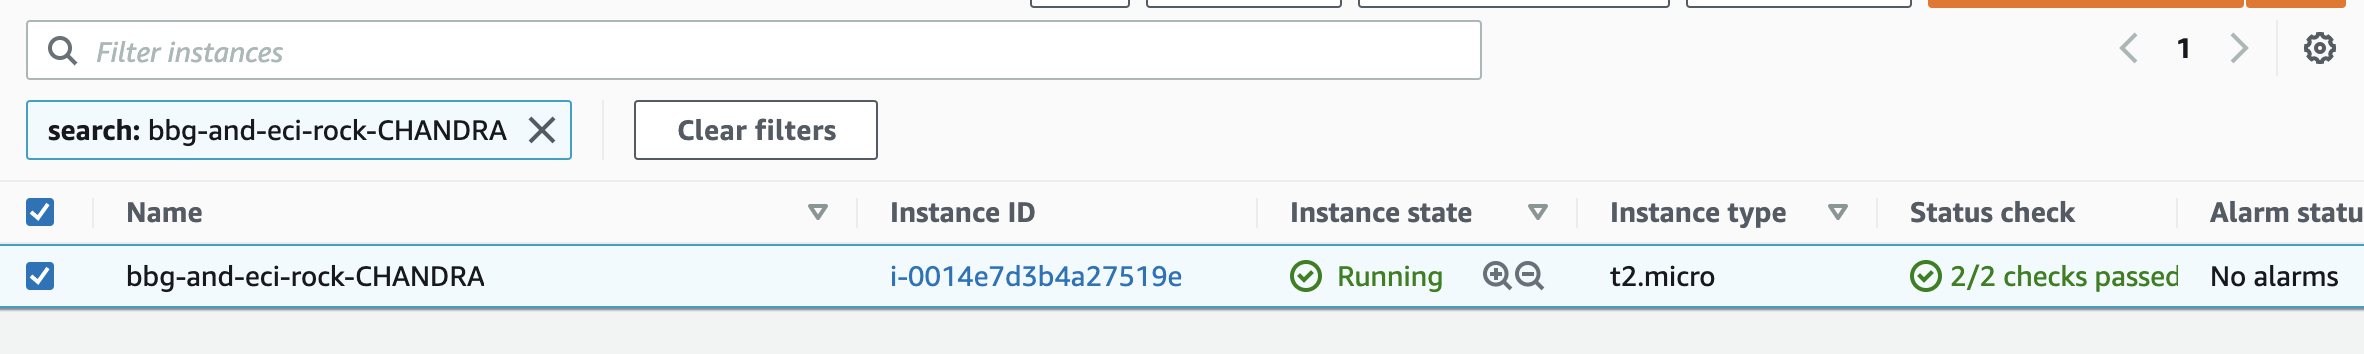 Filter instances
1
search: bbg-and-eci-rock-CHANDRA
Clear filters
Name Instance ID Instance state Instance type Status check Alarm statu
bbg-and-eci-rock-CHANDRA i-0014e7d3b4a27519e Running t2.micro 2/2 checks passed No alarms